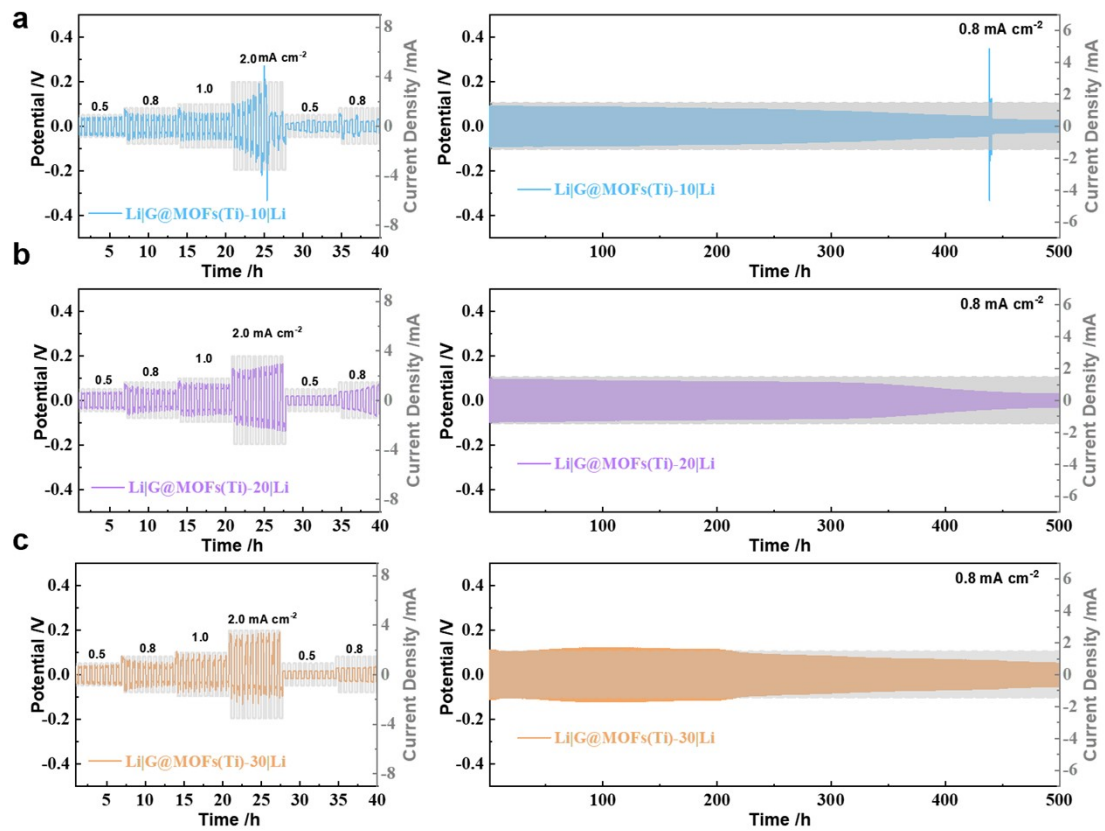 a
0.4
0.2
0.0
-0.2
-0.4
Potential /V
0.5
0.8
1.0
2.0 mA cm-2
0.5
0.8
Li|G@MOFs(Ti)-10|Li
8
4
0
-4
-8
Current Density /mA
5 10 15 20 25 30 35 40
Time /h
0.4
0.2
0.0
-0.2
-0.4
Potential /V
0.8 mA cm-2
Li|G@MOFs(Ti)-10|Li
6
4
2
0
-2
-4
-6
Current Density /mA
100 200 300 400 500
Time /h
b
0.4
0.2
0.0
-0.2
-0.4
Potential /V
0.5
0.8
1.0
2.0 mA cm-2
0.5
0.8
Li|G@MOFs(Ti)-20|Li
8
4
0
-4
-8
Current Density /mA
5 10 15 20 25 30 35 40
Time /h
0.4
0.2
0.0
-0.2
-0.4
Potential /V
0.8 mA cm-2
Li|G@MOFs(Ti)-20|Li
6
4
2
0
-2
-4
-6
Current Density /mA
100 200 300 400 500
Time /h
c
0.4
0.2
0.0
-0.2
-0.4
Potential /V
0.5
0.8
1.0
2.0 mA cm-2
0.5
0.8
Li|G@MOFs(Ti)-30|Li
8
4
0
-4
-8
Current Density /mA
5 10 15 20 25 30 35 40
Time /h
0.4
0.2
0.0
-0.2
-0.4
Potential /V
0.8 mA cm-2
Li|G@MOFs(Ti)-30|Li
6
4
2
0
-2
-4
-6
Current Density /mA
100 200 300 400 500
Time /h